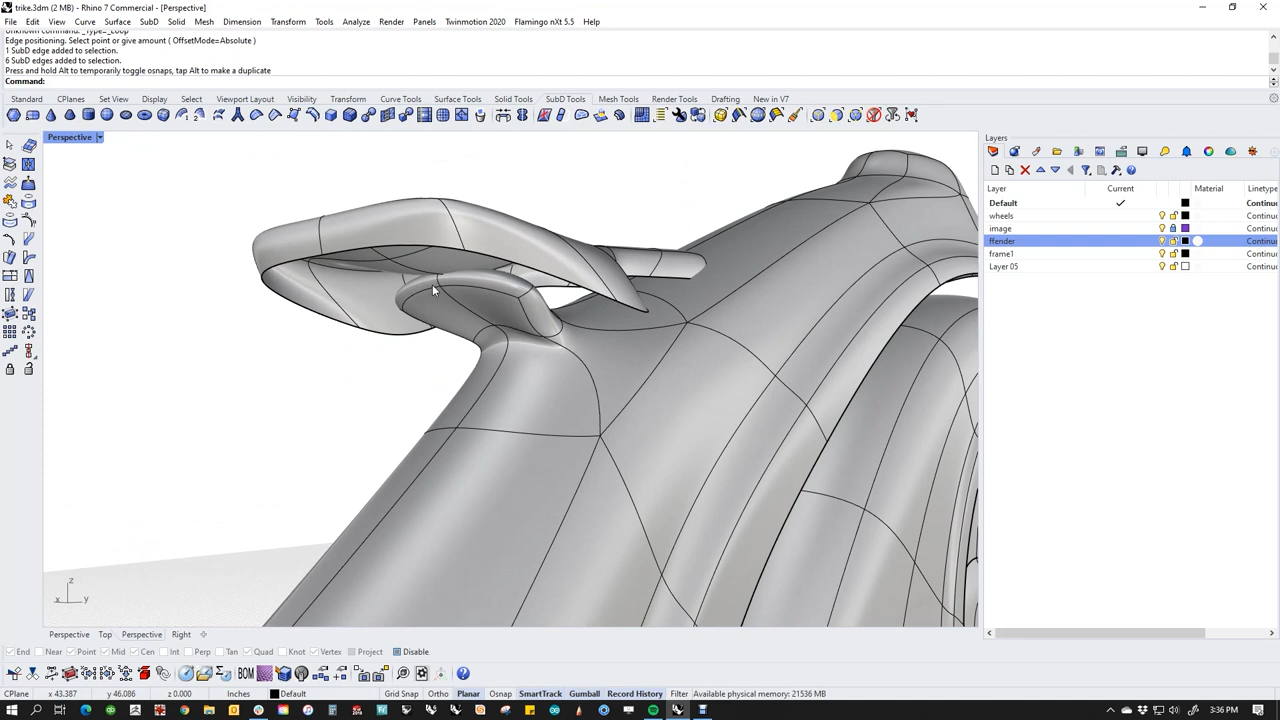 trike.3dm (2 MB) - Rhino 7 Commercial - [Perspective]
File Edit View Curve Surface SubD Solid Mesh Dimension Transform Tools Analyze Render Panels Twinmotion 2020 Flamingo nXt 5.5 Help
Unknown command: _Type=_Loop
Edge positioning. Select point or give amount ( OffsetMode=Absolute )
1 SubD edge added to selection.
6 SubD edges added to selection.
Press and hold Alt to temporarily toggle osnaps, tap Alt to make a duplicate
Command:
Standard CPlanes Set View Display Select Viewport Layout Visibility Transform Curve Tools Surface Tools Solid Tools SubD Tools Mesh Tools Render Tools Drafting New in V7
Perspective
Layers
Layer Current Material Linetype
Default Continuc
wheels Continuc
image Continuc
ffender Continuc
frame1 Continuc
Layer 05 Continuc
z
x y
Perspective Top Perspective Right
End Near Point Mid Cen Int Perp Tan Quad Knot Vertex Project Disable
BOM
CPlane x 43.387 y 46.086 z 0.000 Inches Default Grid Snap Ortho Planar Osnap SmartTrack Gumball Record History Filter Available physical memory: 21536 MB
3:36 PM